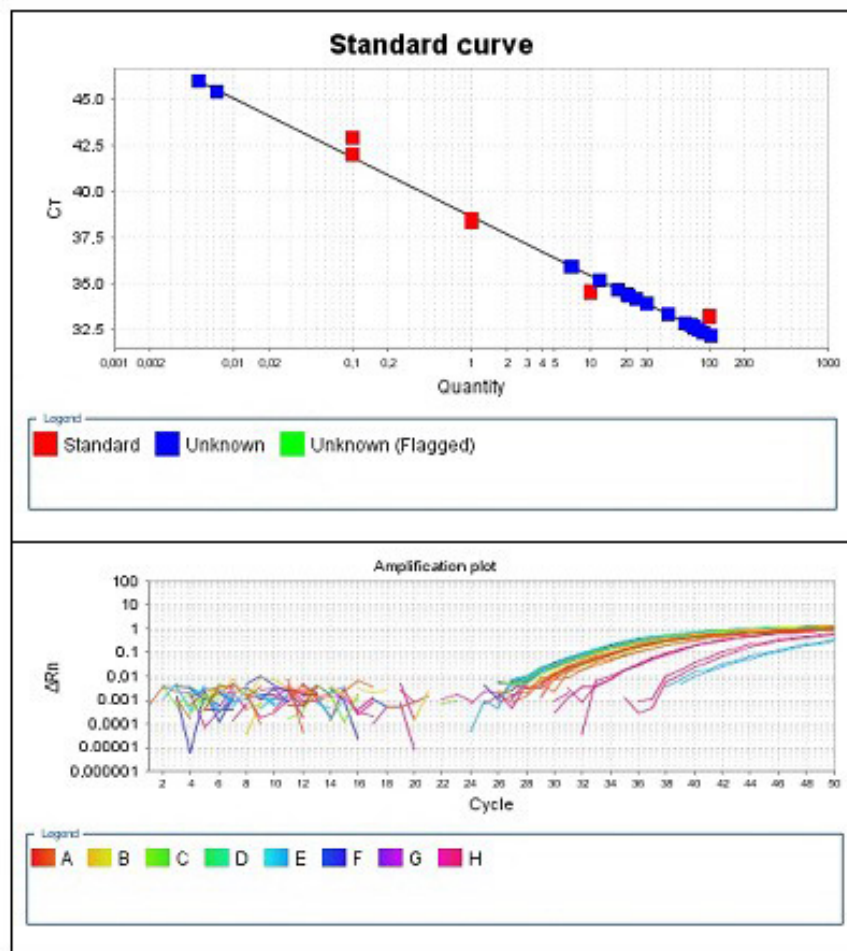 Standard curve
45.0
42.5
40.0
37.5
35.0
32.5
CT
0,001 0,002 0,01 0,02 0,1 0,2 1 2 3 4 5 10 20 30 100 200 1000
Quantity
Legend
Standard Unknown Unknown (Flagged)
Amplification plot
100
10
1
0.1
0.01
0.001
0.0001
0.00001
0.000001
ΔRn
2 4 6 8 10 12 14 16 18 20 22 24 26 28 30 32 34 36 38 40 42 44 46 48 50
Cycle
Legend
A B C D E F G H